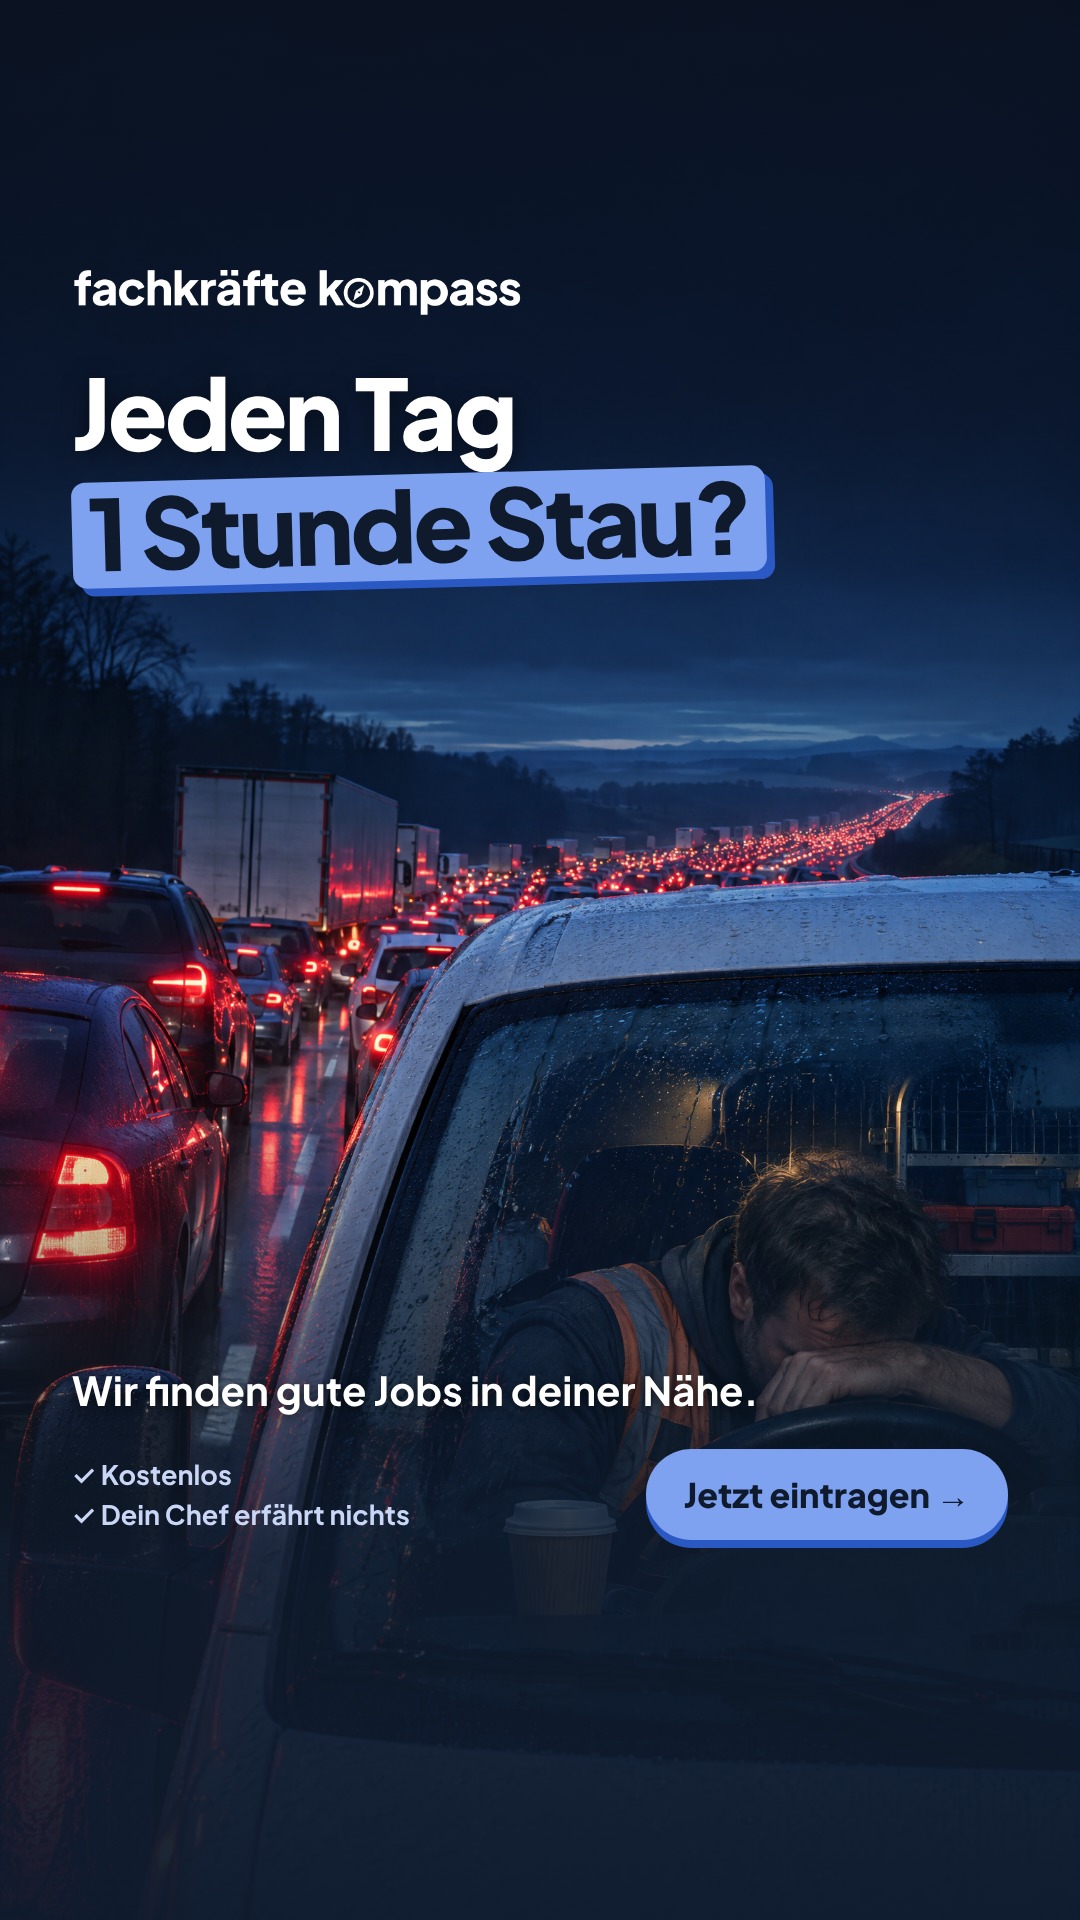 fachkräfte kompass
Jeden Tag
1 Stunde Stau?
Wir finden gute Jobs in deiner Nähe.
✓ Kostenlos
✓ Dein Chef erfährt nichts
Jetzt eintragen →